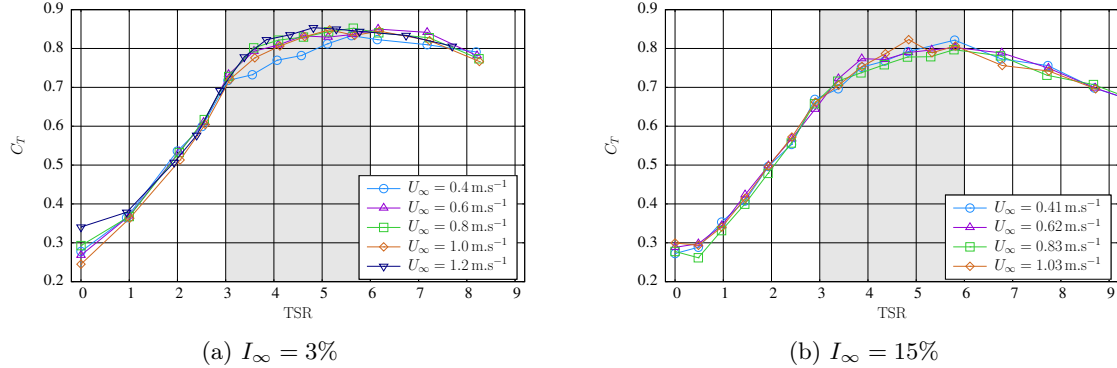 0.9
0.8
0.7
0.6
0.5
0.4
0.3
0.2
C_T
U∞ = 0.4 m.s⁻¹
U∞ = 0.6 m.s⁻¹
U∞ = 0.8 m.s⁻¹
U∞ = 1.0 m.s⁻¹
U∞ = 1.2 m.s⁻¹
0 1 2 3 4 5 6 7 8 9
TSR
(a) I∞ = 3%
0.9
0.8
0.7
0.6
0.5
0.4
0.3
0.2
C_T
U∞ = 0.41 m.s⁻¹
U∞ = 0.62 m.s⁻¹
U∞ = 0.83 m.s⁻¹
U∞ = 1.03 m.s⁻¹
0 1 2 3 4 5 6 7 8 9
TSR
(b) I∞ = 15%